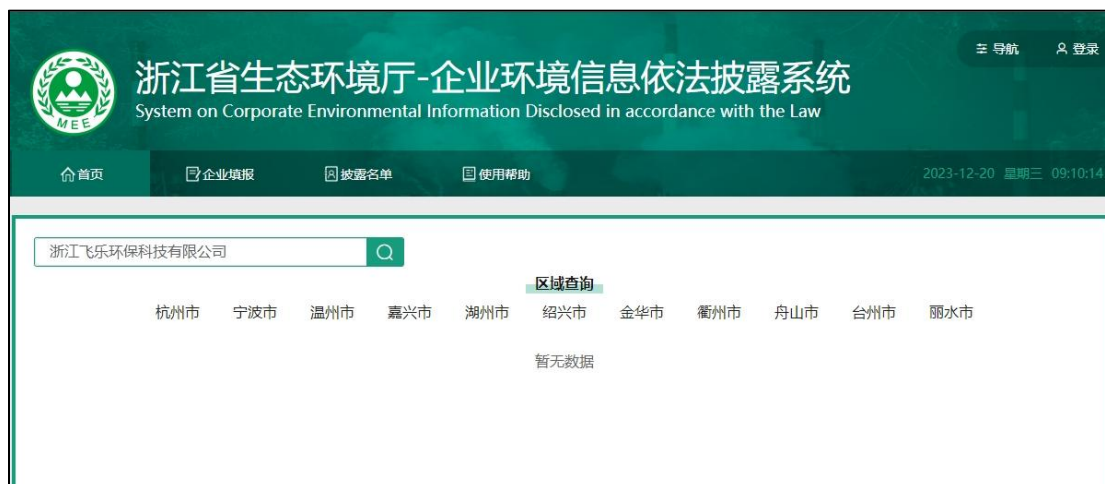 导航 登录
浙江省生态环境厅-企业环境信息依法披露系统
System on Corporate Environmental Information Disclosed in accordance with the Law
MEE
首页 企业填报 披露名单 使用帮助 2023-12-20 星期三 09:10:14
浙江飞乐环保科技有限公司
区域查询
杭州市 宁波市 温州市 嘉兴市 湖州市 绍兴市 金华市 衢州市 舟山市 台州市 丽水市
暂无数据